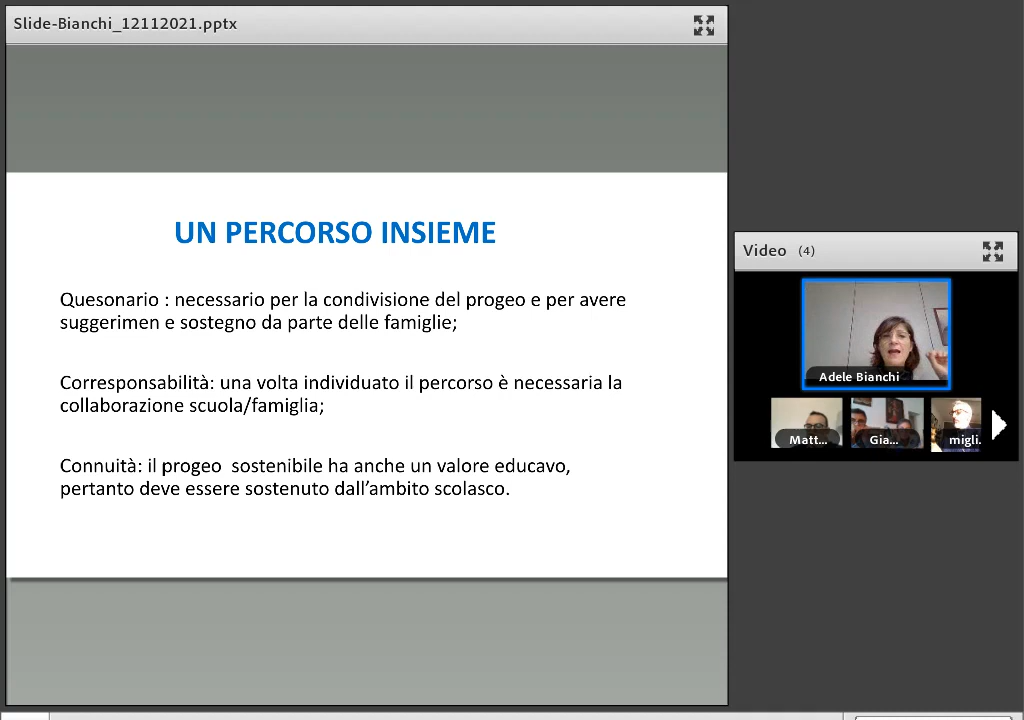 Slide-Bianchi_12112021.pptx
UN PERCORSO INSIEME
Quesonario : necessario per la condivisione del progeo e per avere
suggerimen e sostegno da parte delle famiglie;
Corresponsabilità: una volta individuato il percorso è necessaria la
collaborazione scuola/famiglia;
Connuità: il progeo  sostenibile ha anche un valore educavo,
pertanto deve essere sostenuto dall'ambito scolasco.
Video (4)
Adele Bianchi
Matt...
Gia...
migli.